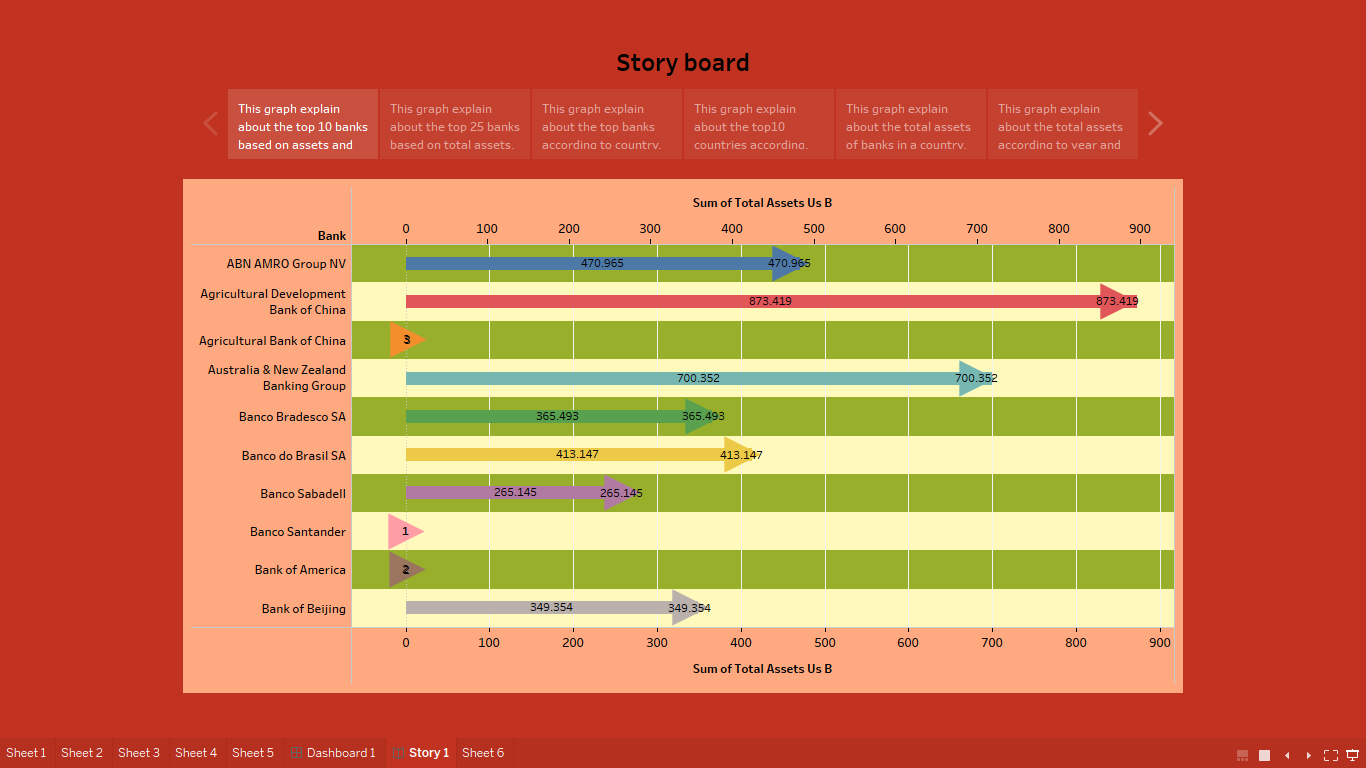 Story board
This graph explain
about the top 10 banks
based on assets and
This graph explain
about the top 25 banks
based on total assets.
This graph explain
about the top banks
according to country.
This graph explain
about the top10
countries according.
This graph explain
about the total assets
of banks in a country.
This graph explain
about the total assets
according to year and
Sum of Total Assets Us B
Bank 0 100 200 300 400 500 600 700 800 900
ABN AMRO Group NV 470.965 470.965
Agricultural Development
Bank of China 873.419 873.419
Agricultural Bank of China 3
Australia & New Zealand
Banking Group 700.352 700.352
Banco Bradesco SA 365.493 365.493
Banco do Brasil SA 413.147 413.147
Banco Sabadell 265.145 265.145
Banco Santander 1
Bank of America 2
Bank of Beijing 349.354 349.354
0 100 200 300 400 500 600 700 800 900
Sum of Total Assets Us B
Sheet 1 Sheet 2 Sheet 3 Sheet 4 Sheet 5 Dashboard 1 Story 1 Sheet 6